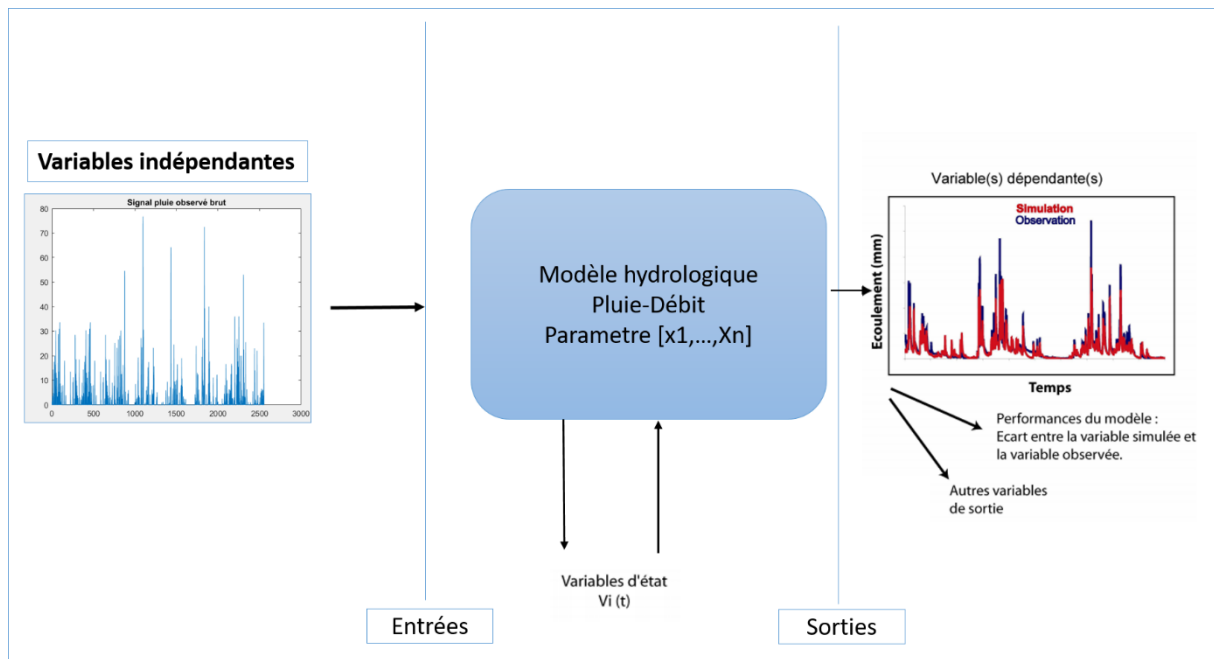 Variables indépendantes
Signal pluie observé brut
80
70
60
50
40
30
20
10
0
0 500 1000 1500 2000 2500 3000
Modèle hydrologique
Pluie-Débit
Parametre [x1,...,Xn]
Variables d'état
Vi (t)
Entrées
Sorties
Variable(s) dépendante(s)
Simulation
Observation
Ecoulement (mm)
Temps
Performances du modèle :
Ecart entre la variable simulée et
la variable observée.
Autres variables
de sortie